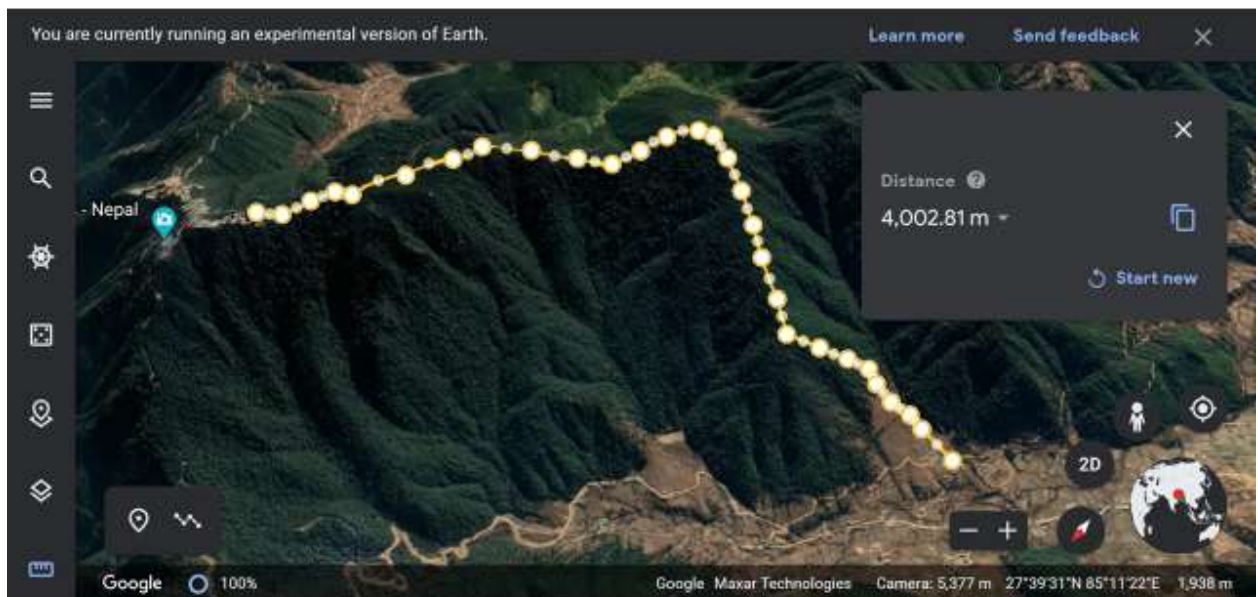 You are currently running an experimental version of Earth.
Learn more
Send feedback
Distance
4,002.81 m
Start new
- Nepal
2D
Google
100%
Google Maxar Technologies Camera: 5,377 m 27°39'31"N 85°11'22"E 1,938 m